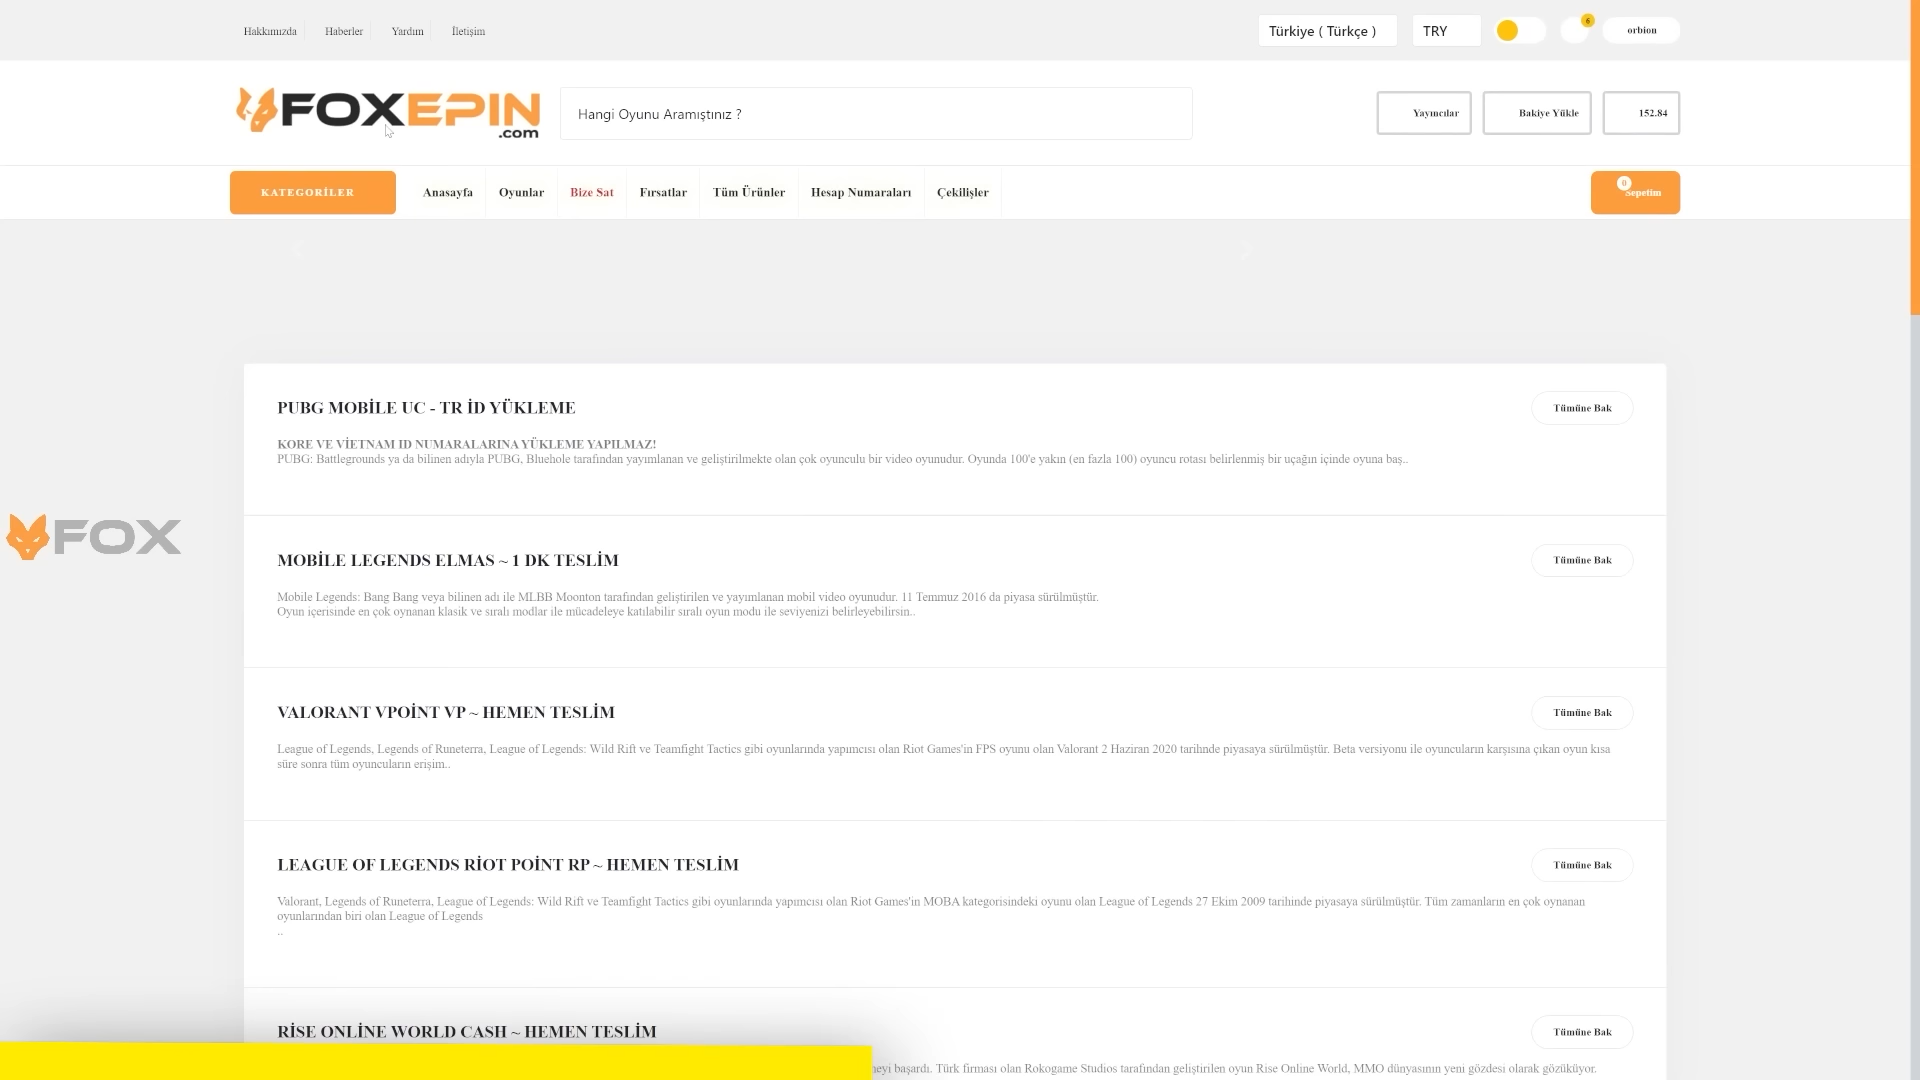 Hakkımızda
Haberler
Yardım
İletişim
Türkiye ( Türkçe )
TRY
6
orbion
FOXEPIN
.com
Hangi Oyunu Aramıştınız ?
Yayıncılar
Bakiye Yükle
152.84
KATEGORİLER
Anasayfa
Oyunlar
Bize Sat
Fırsatlar
Tüm Ürünler
Hesap Numaraları
Çekilişler
0
Sepetim
PUBG MOBİLE UC - TR İD YÜKLEME
Tümüne Bak
KORE VE VİETNAM ID NUMARALARINA YÜKLEME YAPILMAZ!
PUBG: Battlegrounds ya da bilinen adıyla PUBG, Bluehole tarafından yayımlanan ve geliştirilmekte olan çok oyunculu bir video oyunudur. Oyunda 100'e yakın (en fazla 100) oyuncu rotası belirlenmiş bir uçağın içinde oyuna baş..
FOX
MOBİLE LEGENDS ELMAS ~ 1 DK TESLİM
Tümüne Bak
Mobile Legends: Bang Bang veya bilinen adı ile MLBB Moonton tarafından geliştirilen ve yayımlanan mobil video oyunudur. 11 Temmuz 2016 da piyasa sürülmüştür.
Oyun içerisinde en çok oynanan klasik ve sıralı modlar ile mücadeleye katılabilir sıralı oyun modu ile seviyenizi belirleyebilirsin..
VALORANT VPOİNT VP ~ HEMEN TESLİM
Tümüne Bak
League of Legends, Legends of Runeterra, League of Legends: Wild Rift ve Teamfight Tactics gibi oyunlarında yapımcısı olan Riot Games'in FPS oyunu olan Valorant 2 Haziran 2020 tarihnde piyasaya sürülmüştür. Beta versiyonu ile oyuncuların karşısına çıkan oyun kısa
süre sonra tüm oyuncuların erişim..
LEAGUE OF LEGENDS RİOT POİNT RP ~ HEMEN TESLİM
Tümüne Bak
Valorant, Legends of Runeterra, League of Legends: Wild Rift ve Teamfight Tactics gibi oyunlarında yapımcısı olan Riot Games'in MOBA kategorisindeki oyunu olan League of Legends 27 Ekim 2009 tarihinde piyasaya sürülmüştür. Tüm zamanların en çok oynanan
oyunlarından biri olan League of Legends
..
RİSE ONLİNE WORLD CASH ~ HEMEN TESLİM
Tümüne Bak
başardı. Türk firması olan Rokogame Studios tarafından geliştirilen oyun Rise Online World, MMO dünyasının yeni gözdesi olarak gözüküyor.